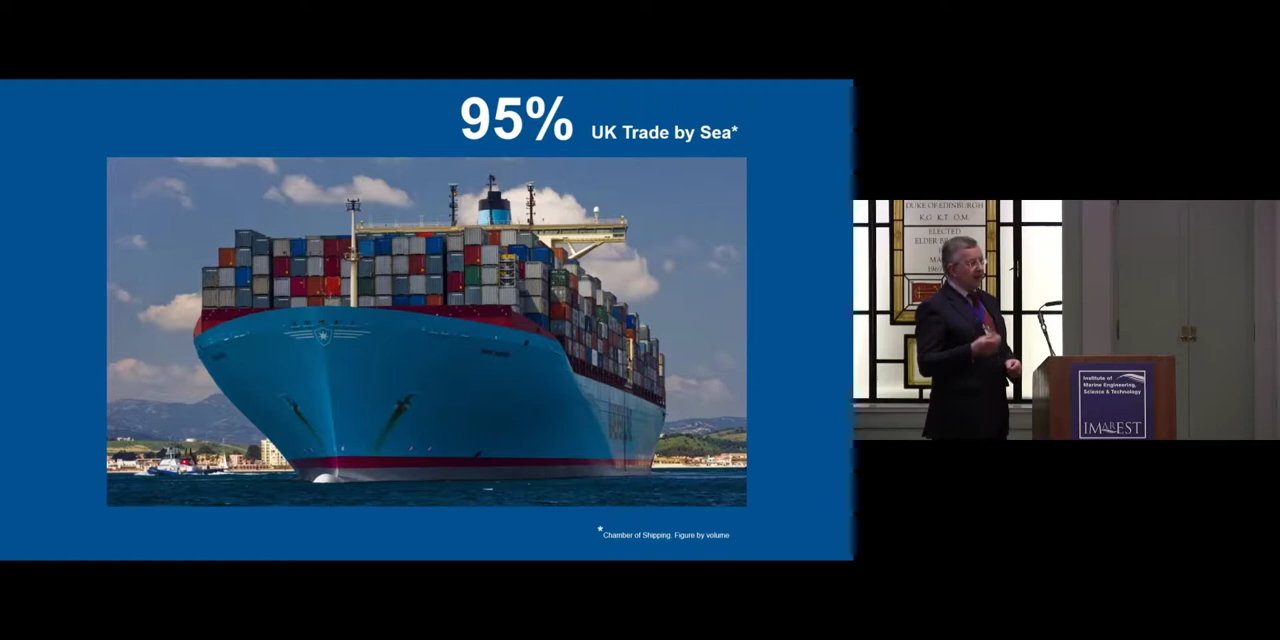 95% UK Trade by Sea*
*Chamber of Shipping. Figure by volume
DUKE OF EDINBURGH
K.G K.T O.M.
ELECTED
Institute of
Marine Engineering,
Science & Technology
IMAREST